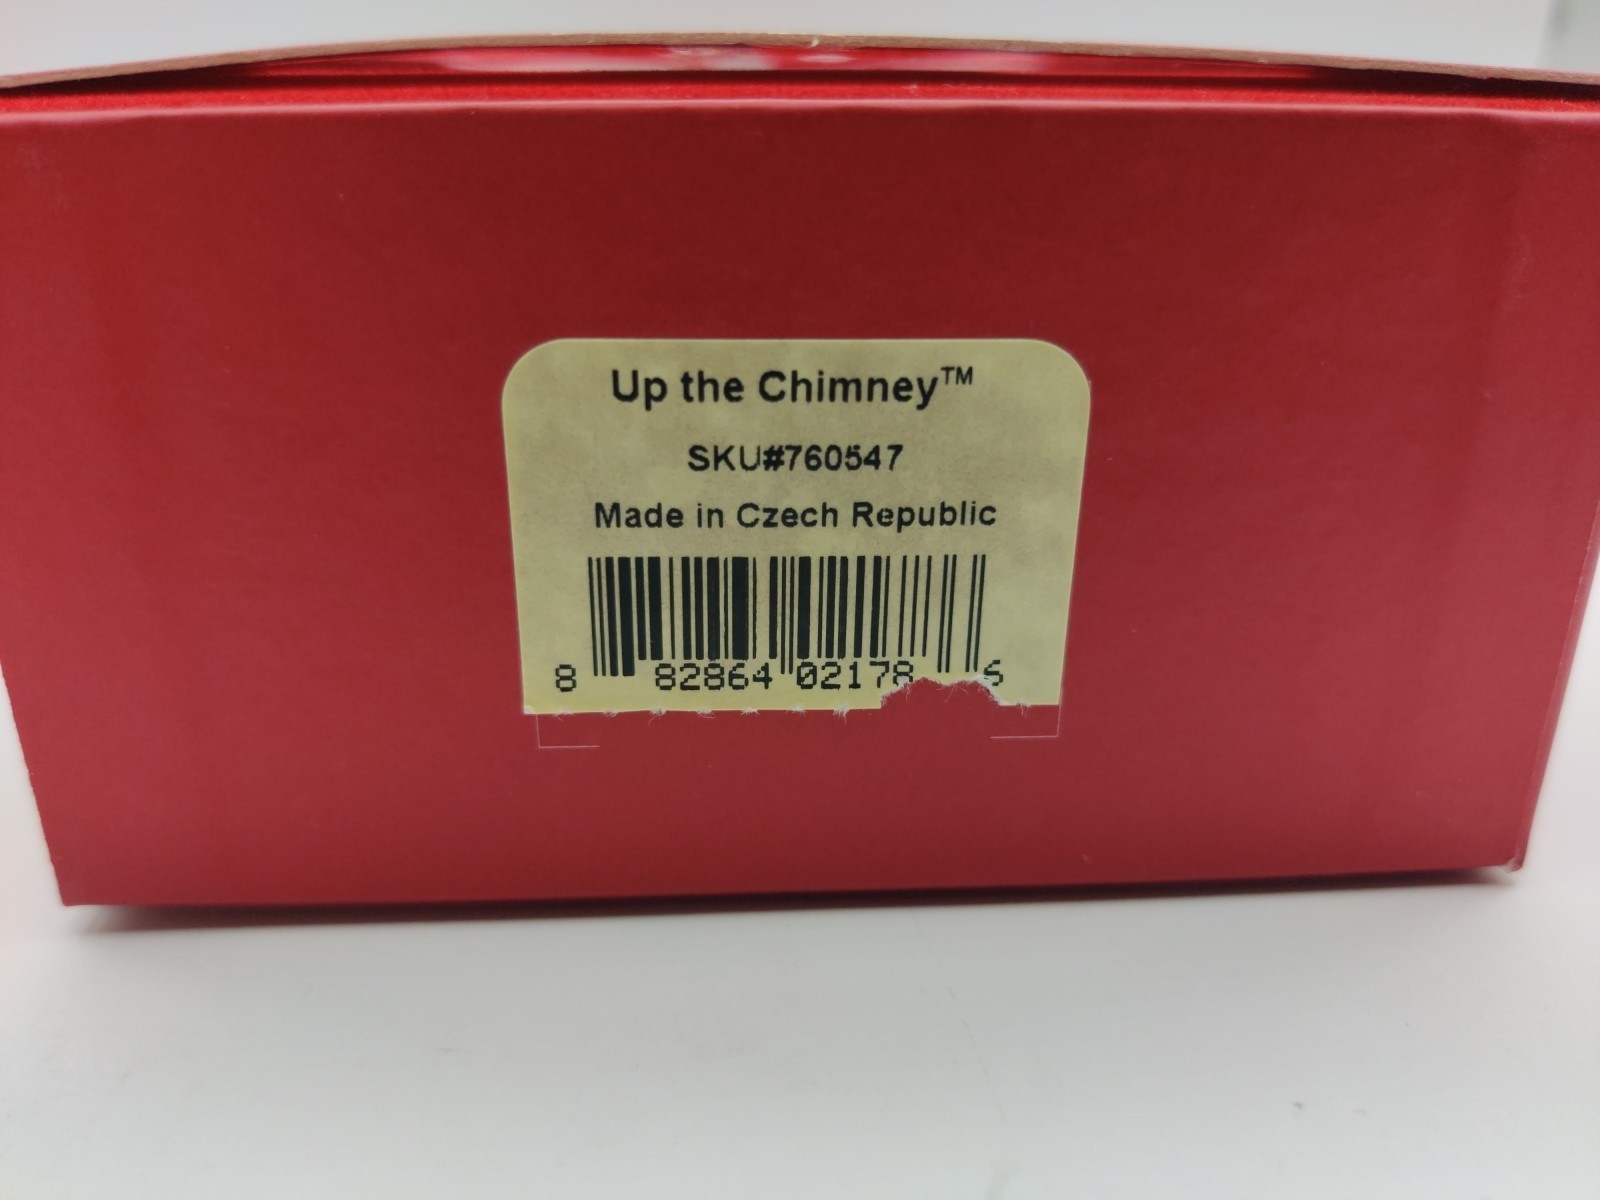 Up the Chimney™
SKU#760547
Made in Czech Republic
8 82864 02178 6